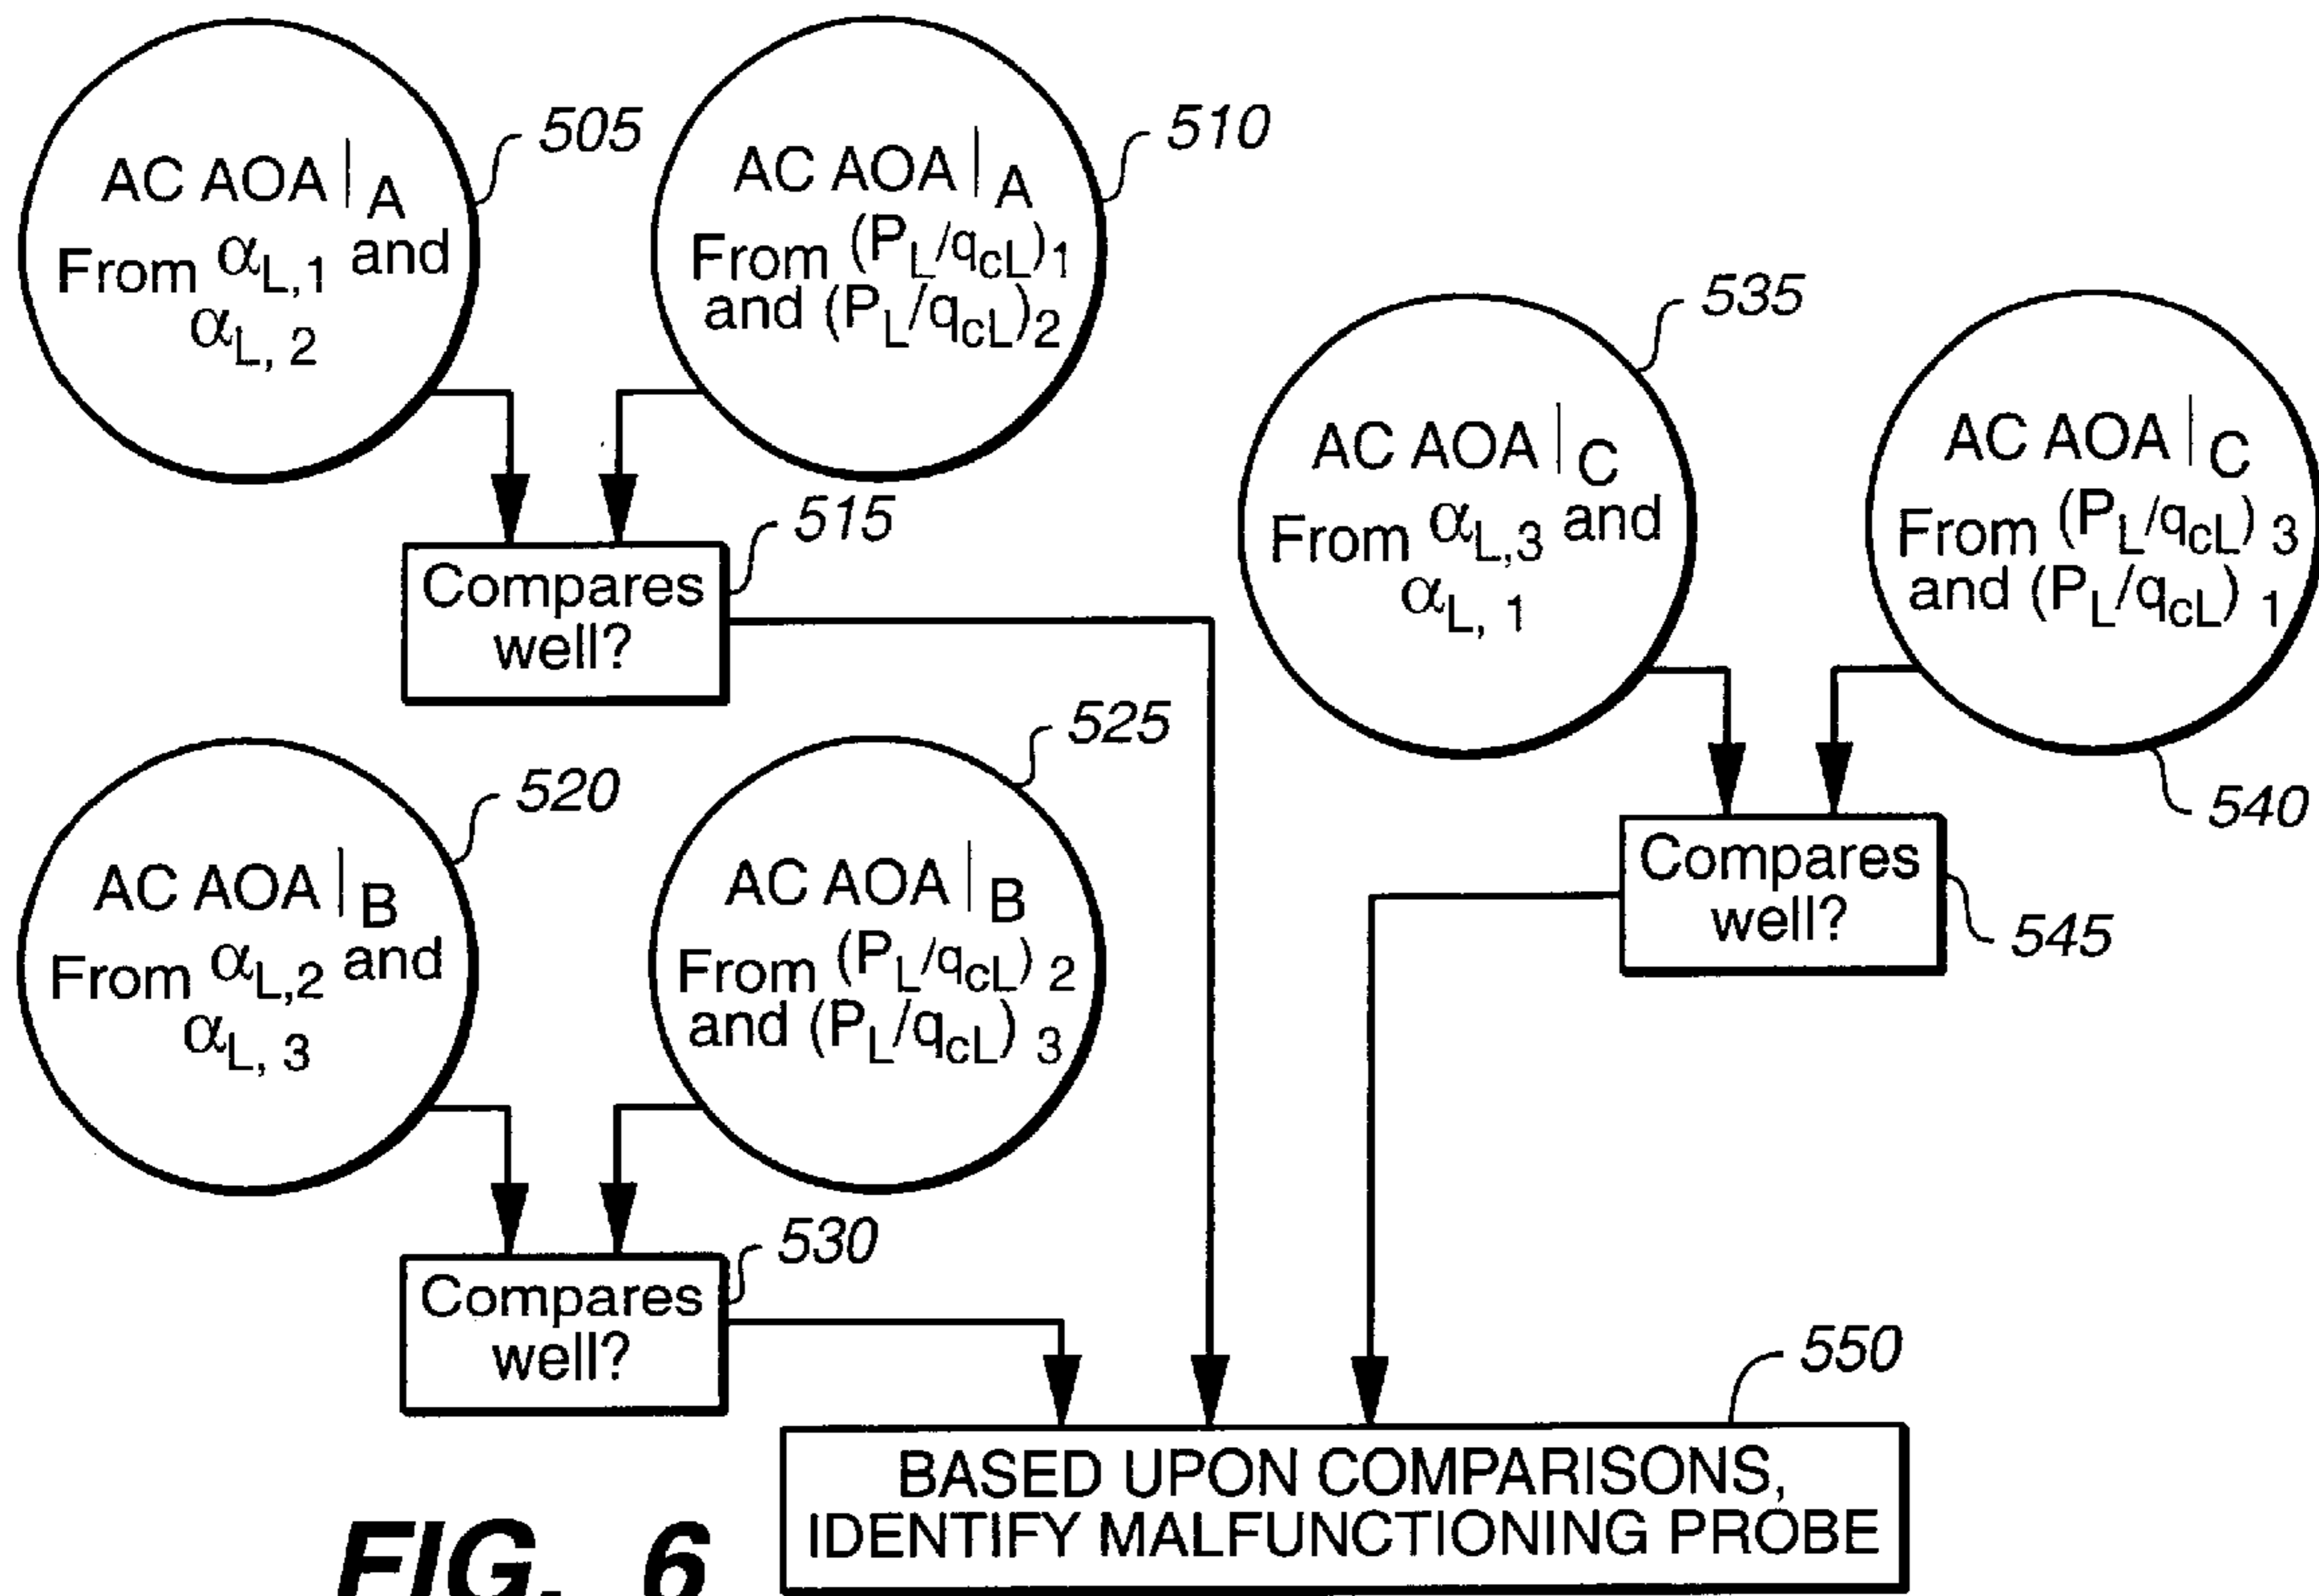 AC AOA |A
From αL,1 and
αL, 2
505
AC AOA |A
From (PL/qcL)1
and (PL/qcL)2
510
Compares
well?
515
AC AOA |C
From αL,3 and
αL, 1
535
AC AOA |C
From (PL/qcL) 3
and (PL/qcL) 1
540
Compares
well?
545
AC AOA |B
From αL,2 and
αL, 3
520
AC AOA |B
From (PL/qcL) 2
and (PL/qcL) 3
525
Compares
well?
530
550
BASED UPON COMPARISONS,
IDENTIFY MALFUNCTIONING PROBE
FIG. 6